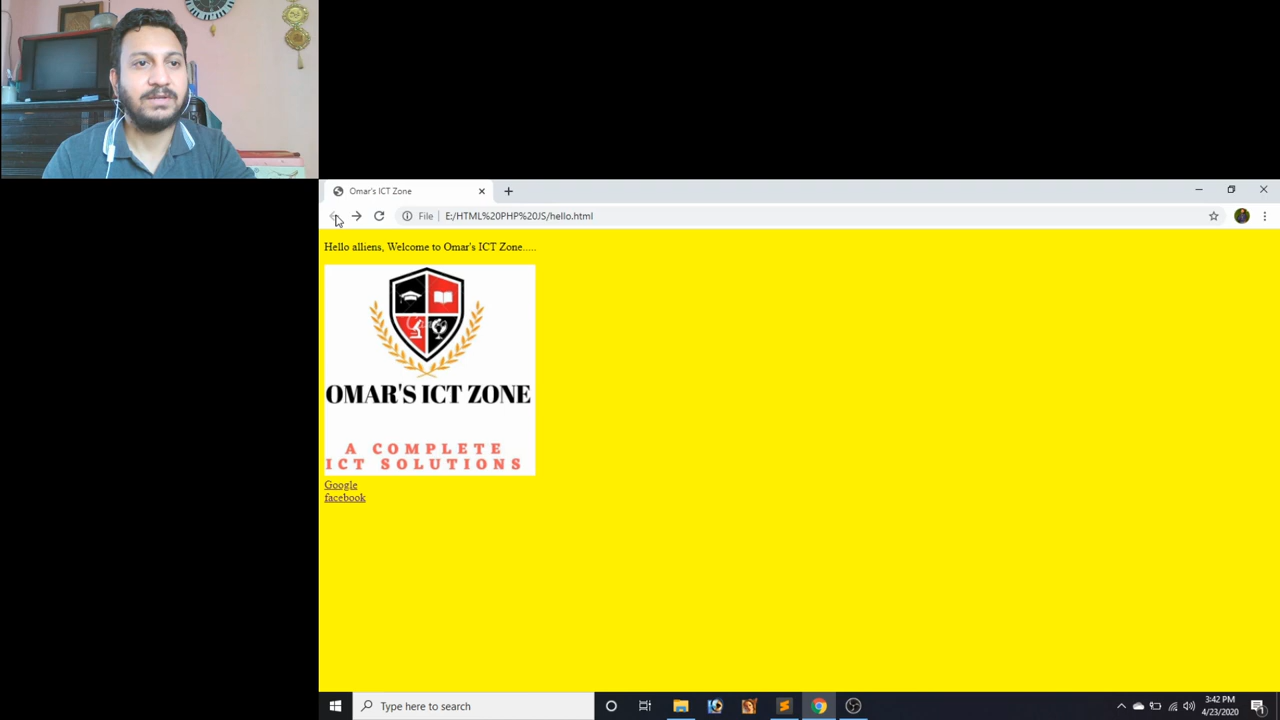 Omar's ICT Zone
File
E:/HTML%20PHP%20JS/hello.html
Hello alliens, Welcome to Omar's ICT Zone.....
OMAR'S ICT ZONE
A COMPLETE
ICT SOLUTIONS
Google
facebook
Type here to search
3:42 PM
4/23/2020